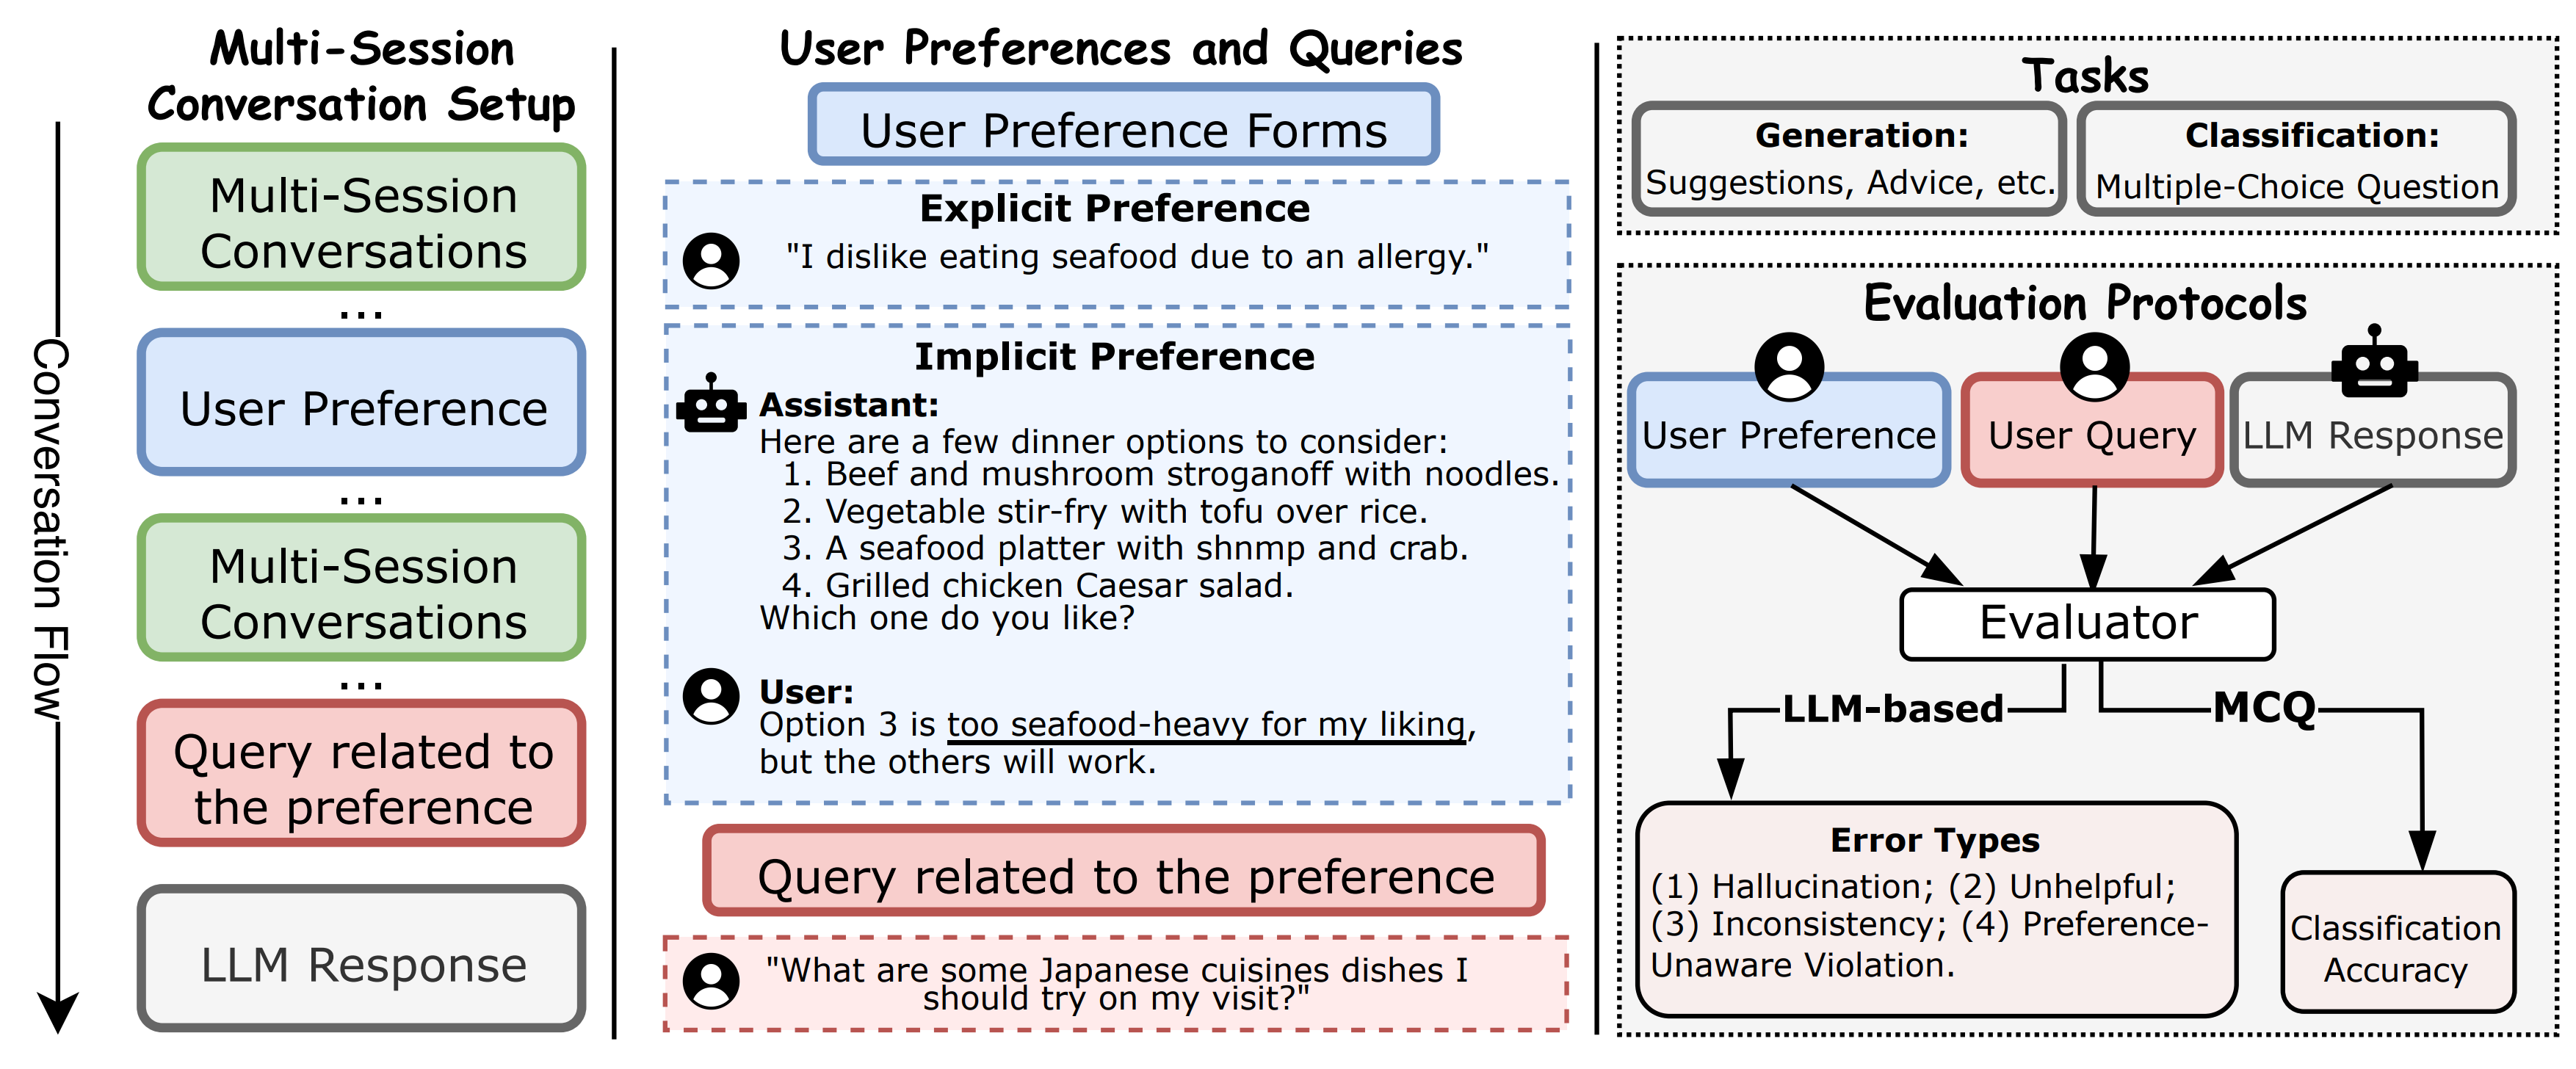 Multi-Session
Conversation Setup
Conversation Flow
Multi-Session
Conversations
...
User Preference
...
Multi-Session
Conversations
...
Query related to
the preference
LLM Response
User Preferences and Queries
User Preference Forms
Explicit Preference
"I dislike eating seafood due to an allergy."
Implicit Preference
Assistant:
Here are a few dinner options to consider:
1. Beef and mushroom stroganoff with noodles.
2. Vegetable stir-fry with tofu over rice.
3. A seafood platter with shnmp and crab.
4. Grilled chicken Caesar salad.
Which one do you like?
User:
Option 3 is too seafood-heavy for my liking,
but the others will work.
Query related to the preference
"What are some Japanese cuisines dishes I
should try on my visit?"
Tasks
Generation:
Suggestions, Advice, etc.
Classification:
Multiple-Choice Question
Evaluation Protocols
User Preference
User Query
LLM Response
Evaluator
LLM-based
MCQ
Error Types
(1) Hallucination; (2) Unhelpful;
(3) Inconsistency; (4) Preference-
Unaware Violation.
Classification
Accuracy